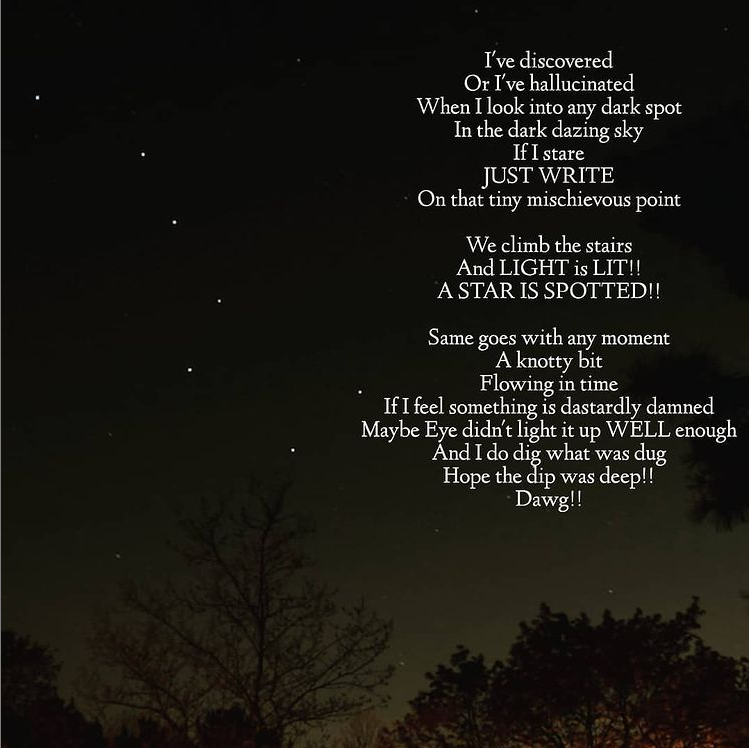 I've discovered
Or I've hallucinated
When I look into any dark spot
In the dark dazing sky
If I stare
JUST WRITE
On that tiny mischievous point
We climb the stairs
And LIGHT is LIT!!
A STAR IS SPOTTED!!
Same goes with any moment
A knotty bit
Flowing in time
If I feel something is dastardly damned
Maybe Eye didn't light it up WELL enough
And I do dig what was dug
Hope the dip was deep!!
Dawg!!